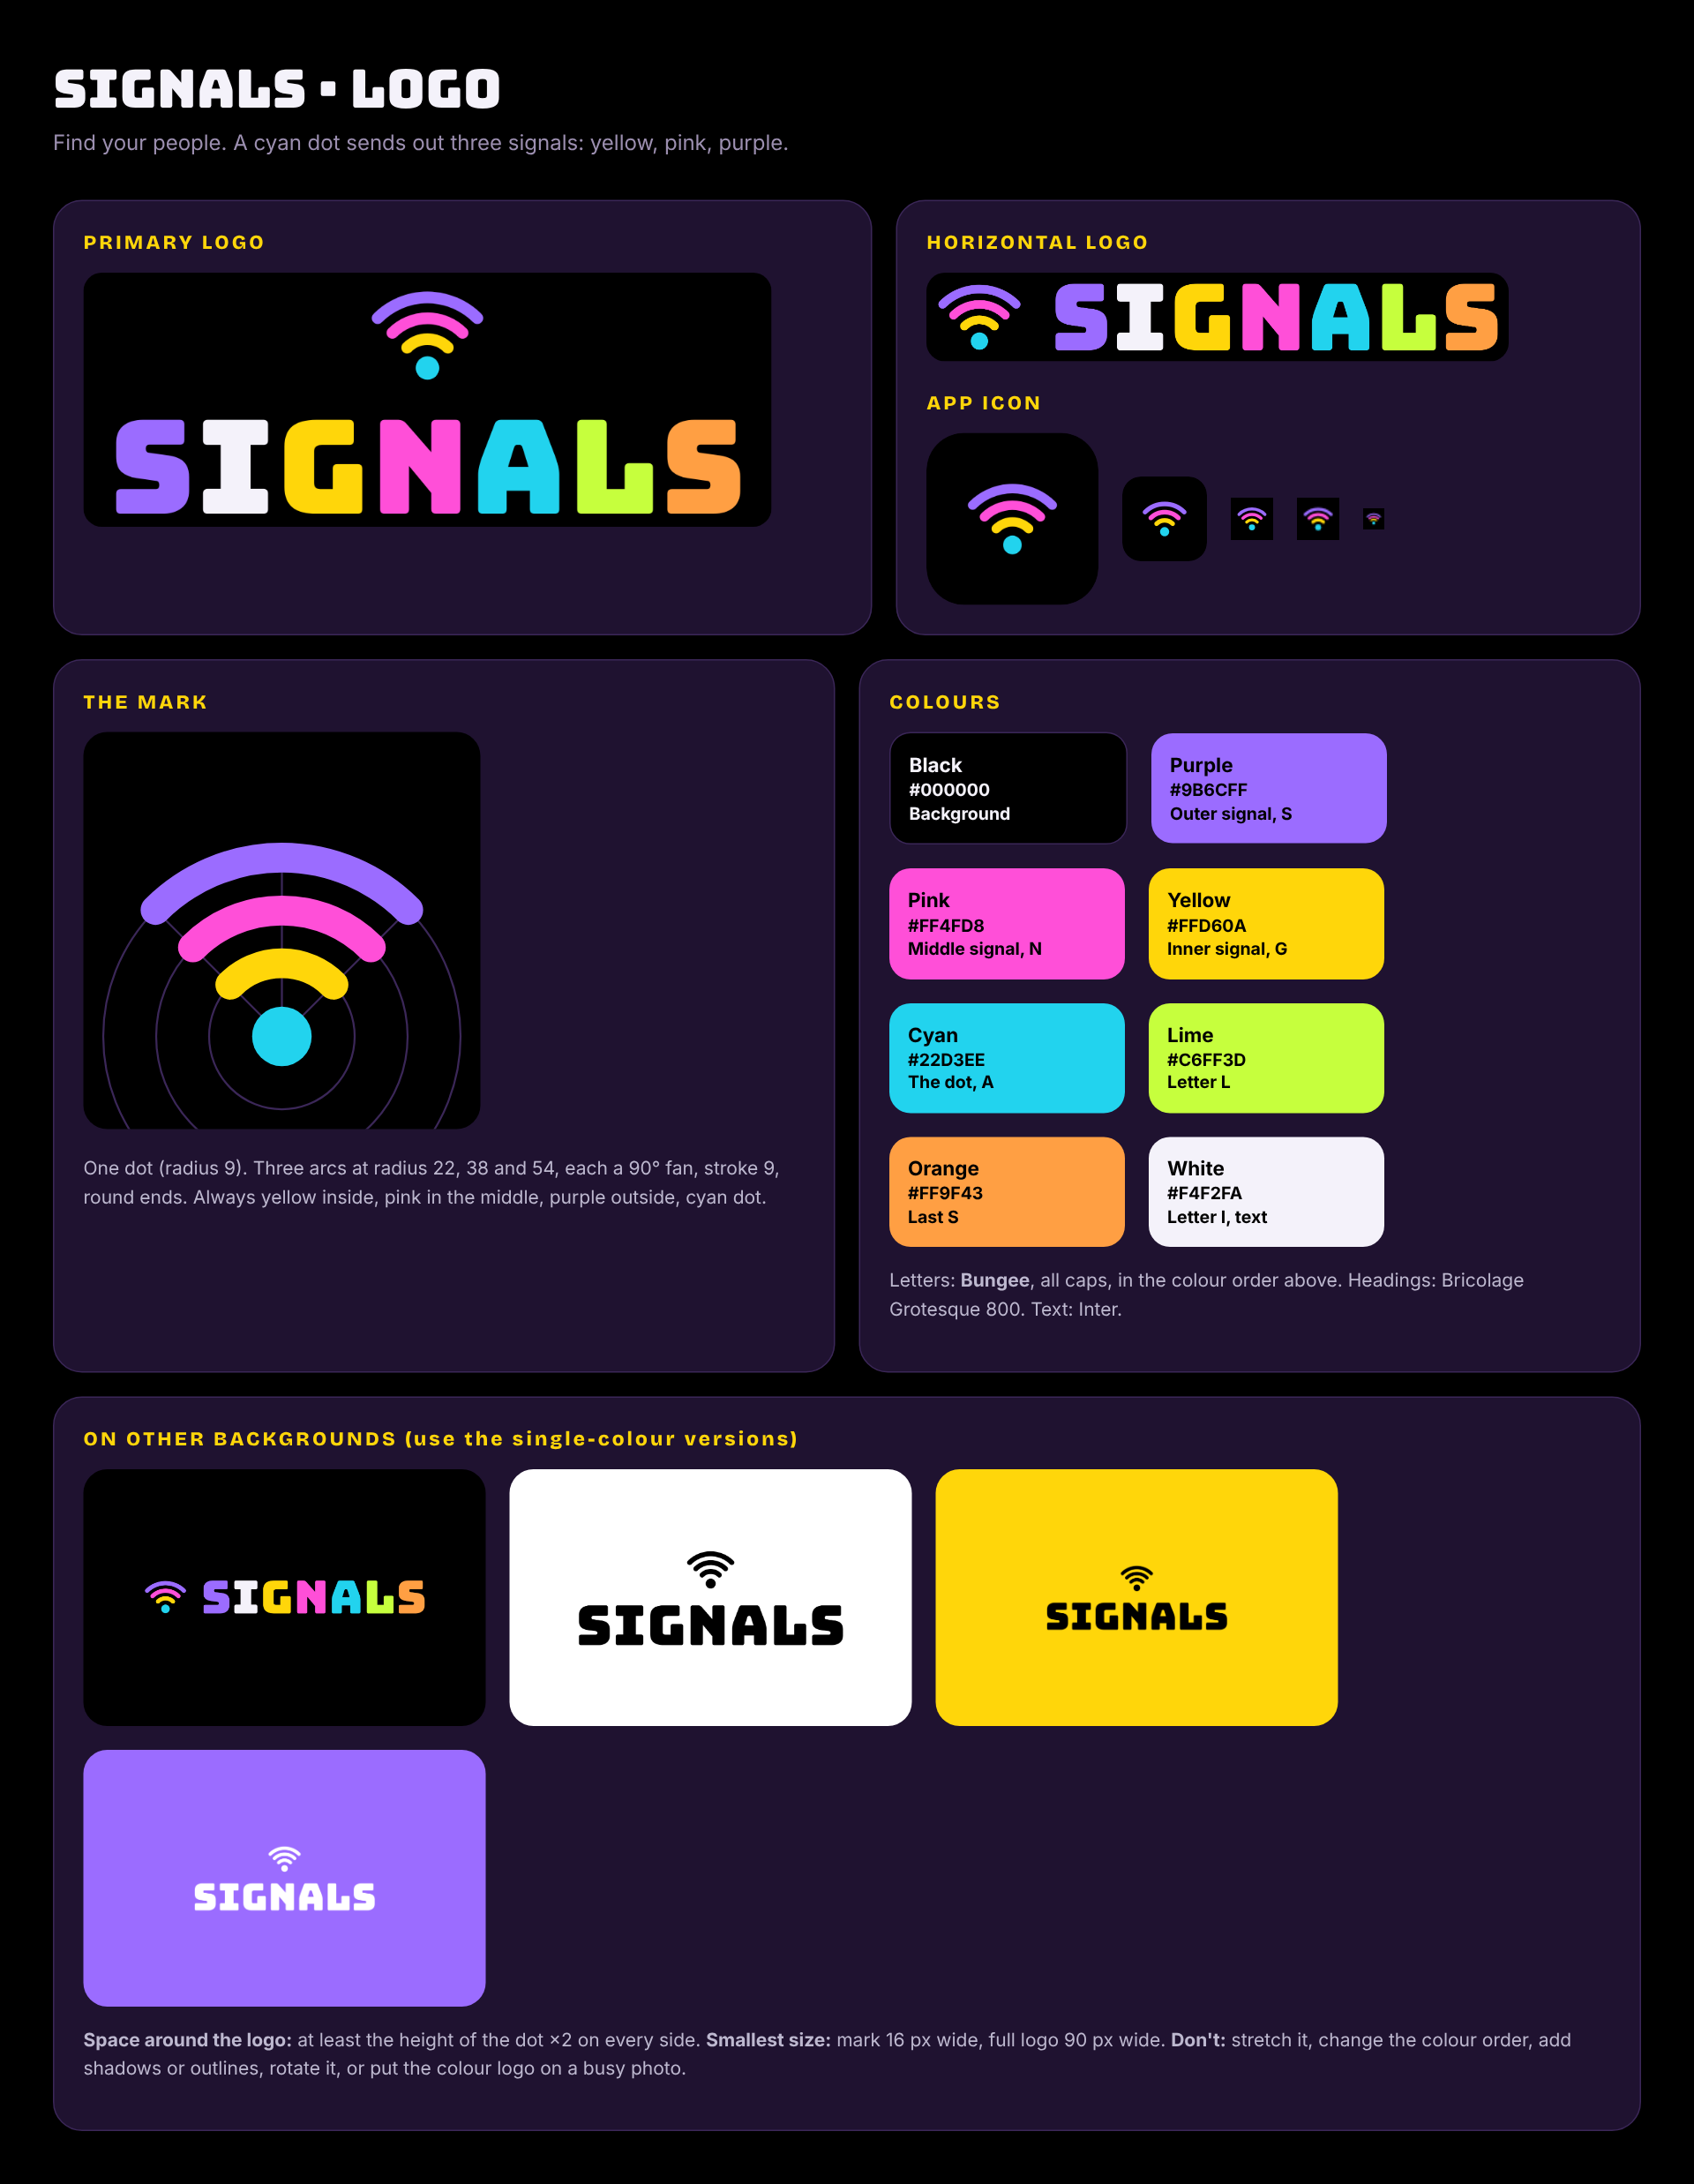 SIGNALS · LOGO
Find your people. A cyan dot sends out three signals: yellow, pink, purple.
PRIMARY LOGO
SIGNALS
HORIZONTAL LOGO
SIGNALS
APP ICON
THE MARK
One dot (radius 9). Three arcs at radius 22, 38 and 54, each a 90° fan, stroke 9,
round ends. Always yellow inside, pink in the middle, purple outside, cyan dot.
COLOURS
Black
#000000
Background
Purple
#9B6CFF
Outer signal, S
Pink
#FF4FD8
Middle signal, N
Yellow
#FFD60A
Inner signal, G
Cyan
#22D3EE
The dot, A
Lime
#C6FF3D
Letter L
Orange
#FF9F43
Last S
White
#F4F2FA
Letter I, text
Letters: Bungee, all caps, in the colour order above. Headings: Bricolage
Grotesque 800. Text: Inter.
ON OTHER BACKGROUNDS (use the single-colour versions)
SIGNALS
SIGNALS
SIGNALS
SIGNALS
Space around the logo: at least the height of the dot ×2 on every side. Smallest size: mark 16 px wide, full logo 90 px wide. Don't: stretch it, change the colour order, add
shadows or outlines, rotate it, or put the colour logo on a busy photo.